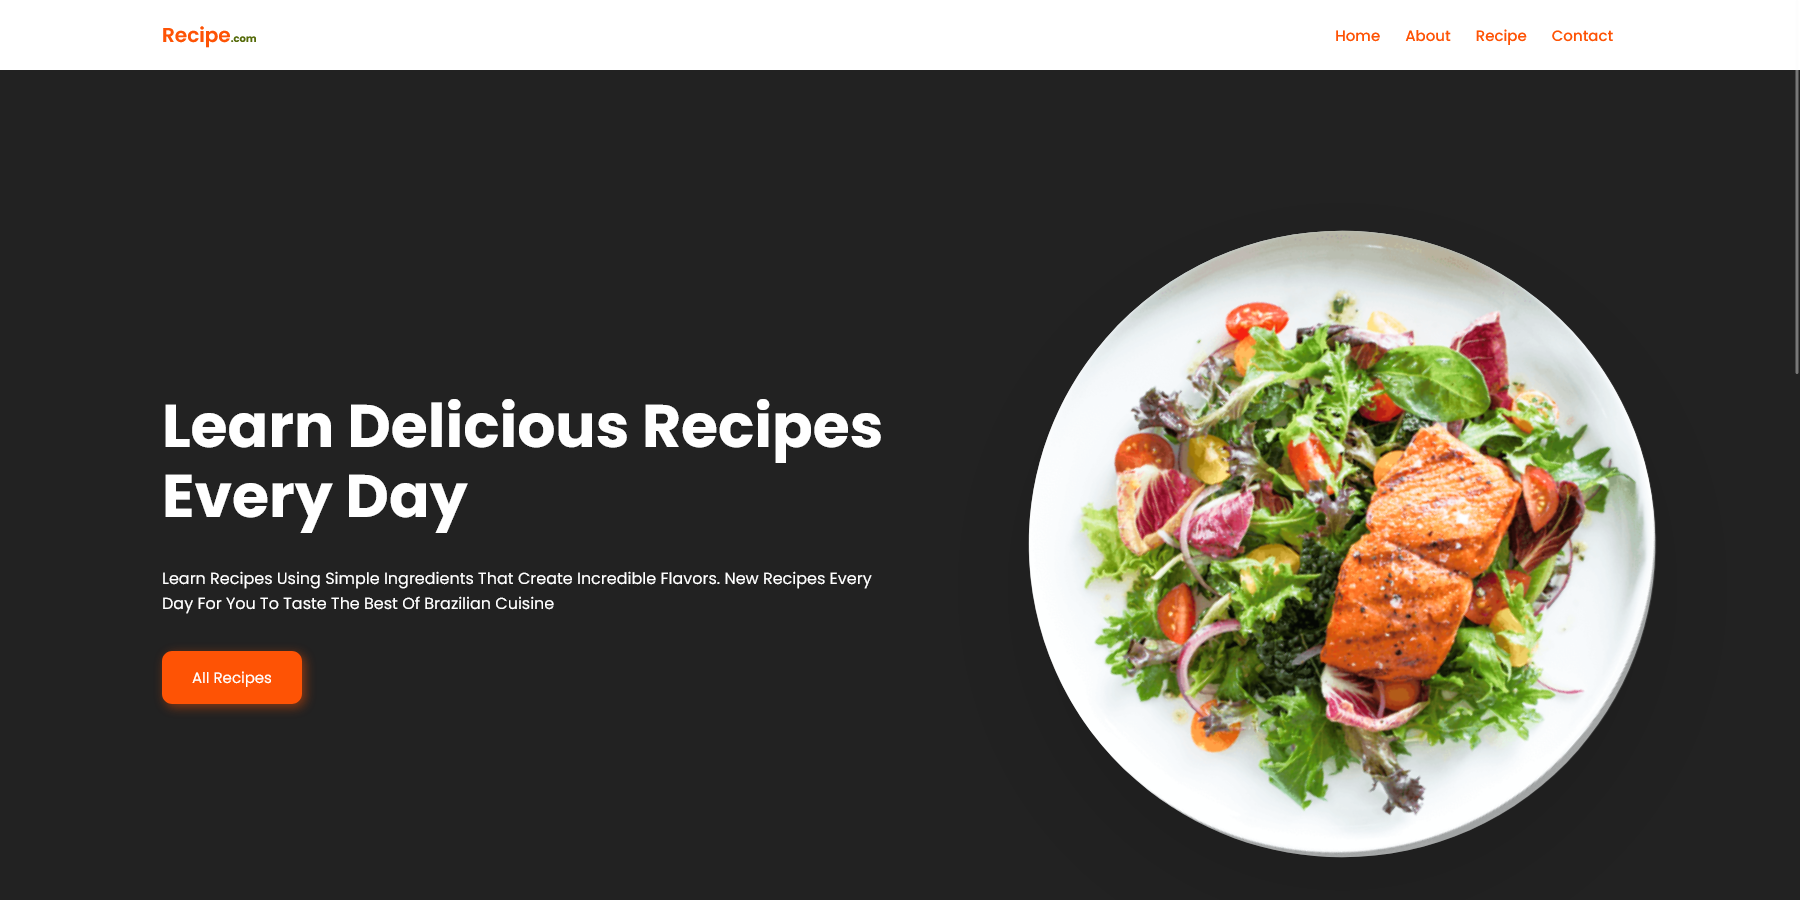 Recipe.com
Home About Recipe Contact
Learn Delicious Recipes
Every Day
Learn Recipes Using Simple Ingredients That Create Incredible Flavors. New Recipes Every
Day For You To Taste The Best Of Brazilian Cuisine
All Recipes